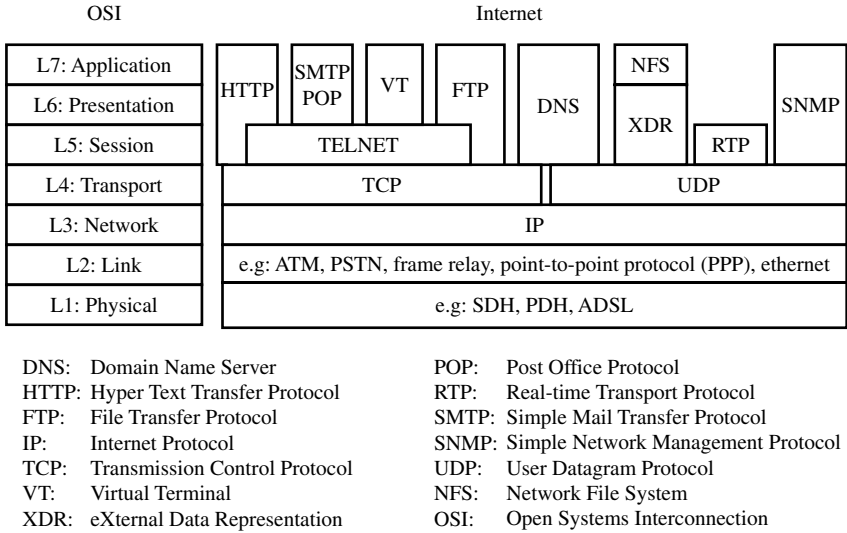 OSI Internet
L7: Application
L6: Presentation
L5: Session
L4: Transport
L3: Network
L2: Link
L1: Physical
HTTP
SMTP
POP
VT
FTP
DNS
NFS
XDR
RTP
SNMP
TELNET
TCP
UDP
IP
e.g: ATM, PSTN, frame relay, point-to-point protocol (PPP), ethernet
e.g: SDH, PDH, ADSL
DNS: Domain Name Server
HTTP: Hyper Text Transfer Protocol
FTP: File Transfer Protocol
IP: Internet Protocol
TCP: Transmission Control Protocol
VT: Virtual Terminal
XDR: eXternal Data Representation
POP: Post Office Protocol
RTP: Real-time Transport Protocol
SMTP: Simple Mail Transfer Protocol
SNMP: Simple Network Management Protocol
UDP: User Datagram Protocol
NFS: Network File System
OSI: Open Systems Interconnection